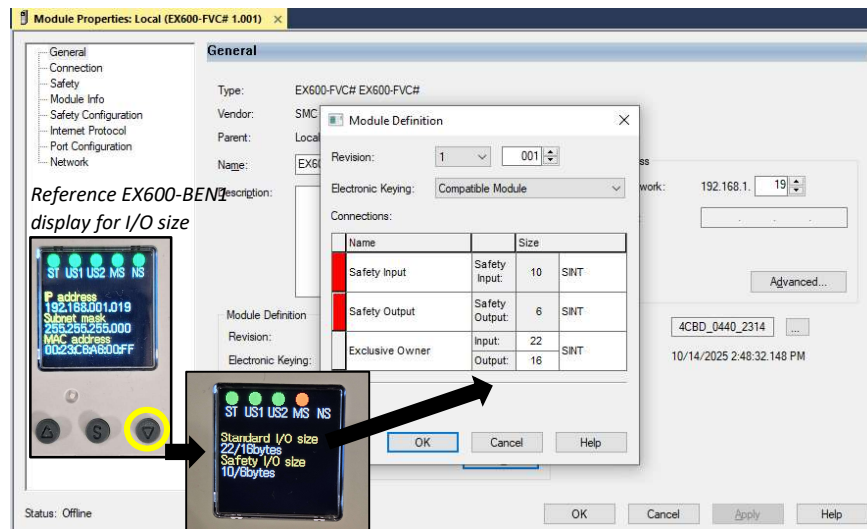 Module Properties: Local (EX600-FVC# 1.001) ×
General
Connection
Safety
Module Info
Safety Configuration
Internet Protocol
Port Configuration
Network
General
Type: EX600-FVC# EX600-FVC#
Vendor: SMC
Parent: Local
Name: EX60
Description:
Module Definition
Revision:
Electronic Keying:
Module Definition
Revision: 1 001
Electronic Keying: Compatible Module
Connections:
Name Size
Safety Input Safety Input: 10 SINT
Safety Output Safety Output: 6 SINT
Exclusive Owner Input: 22 SINT
Output: 16
OK Cancel Help
ss
work: 192.168.1. 19
Advanced...
4CBD_0440_2314 ...
10/14/2025 2:48:32.148 PM
Reference EX600-BEN1
display for I/O size
ST US1 US2 MS NS
IP address
192.168.001.019
Subnet mask
255.255.255.000
MAC address
00:23:C6:A8:00:FF
S
ST US1 US2 MS NS
Standard I/O size
22/16bytes
Safety I/O size
10/6bytes
Status: Offline
OK Cancel Apply Help